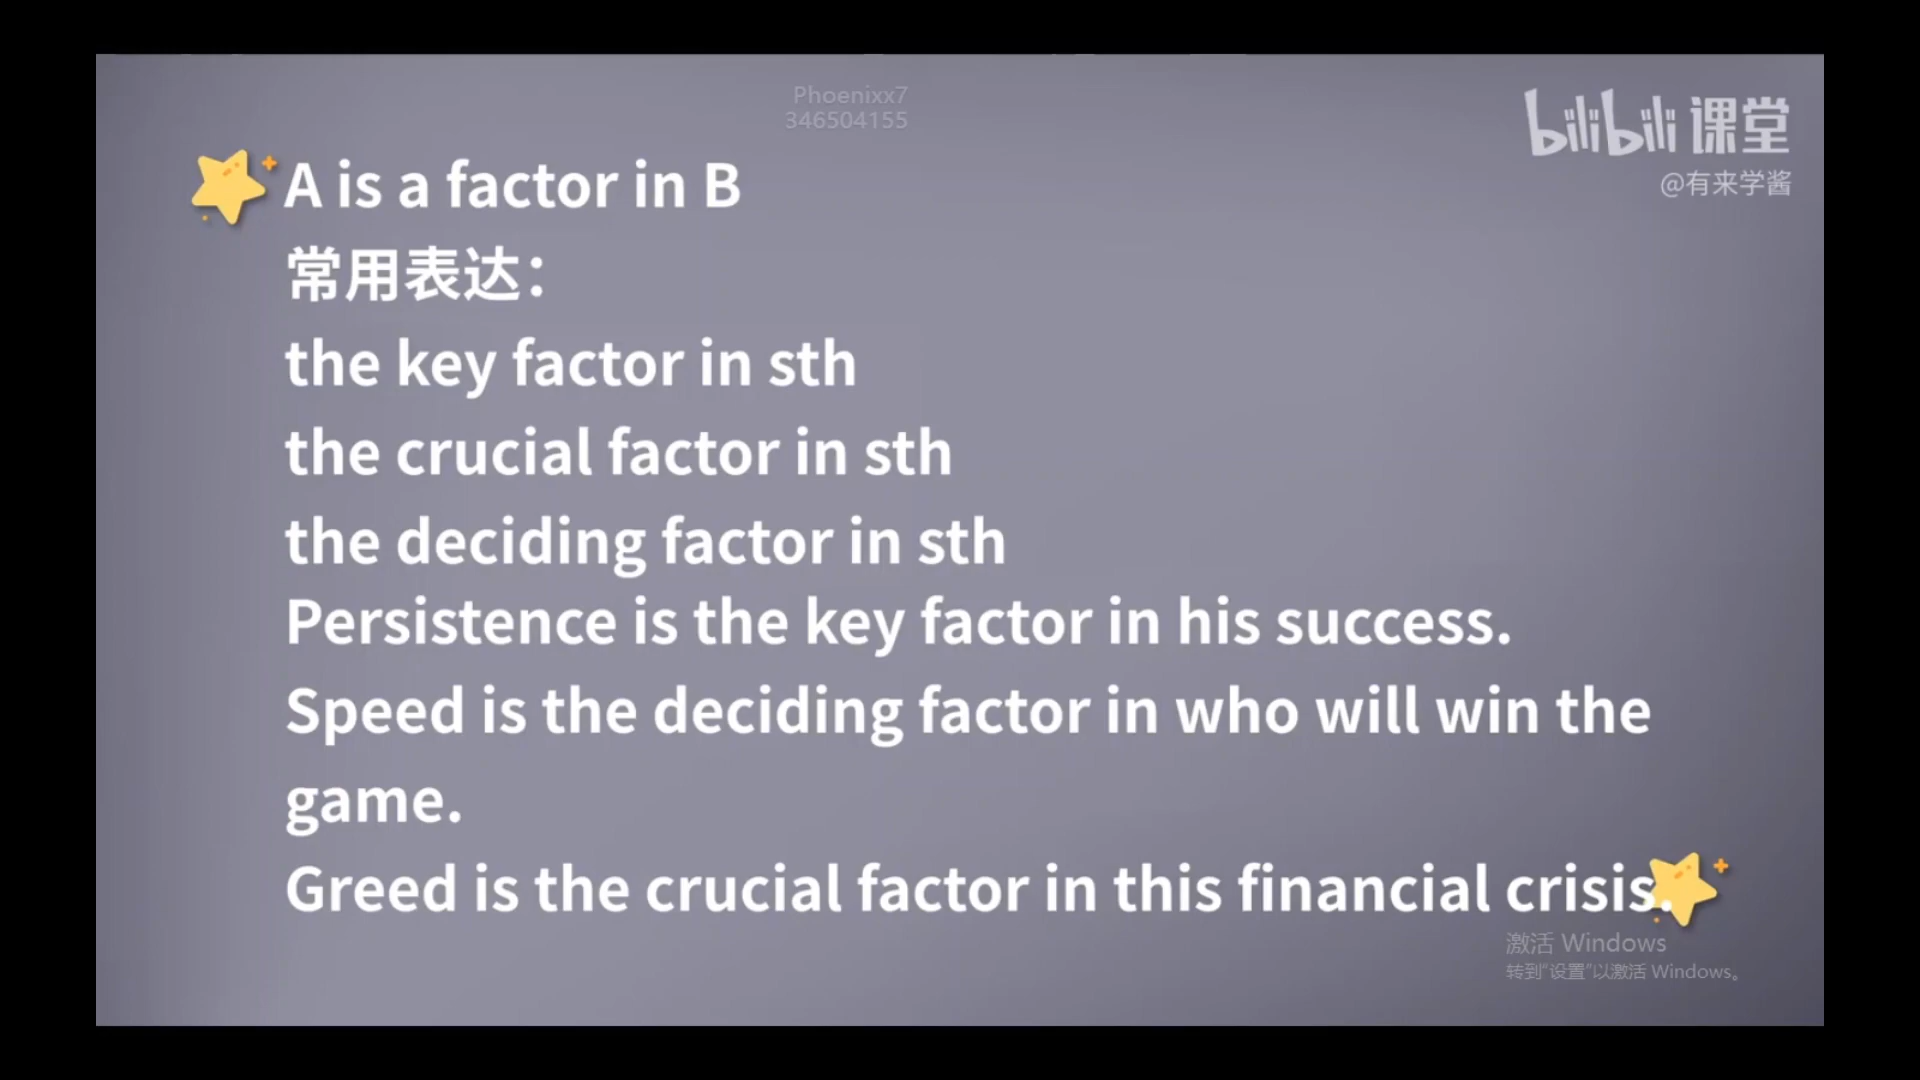 Phoenixx7
346504155
bilibili 课堂
@有来学酱
A is a factor in B
常用表达：
the key factor in sth
the crucial factor in sth
the deciding factor in sth
Persistence is the key factor in his success.
Speed is the deciding factor in who will win the
game.
Greed is the crucial factor in this financial crisis.
激活 Windows
转到“设置”以激活 Windows。